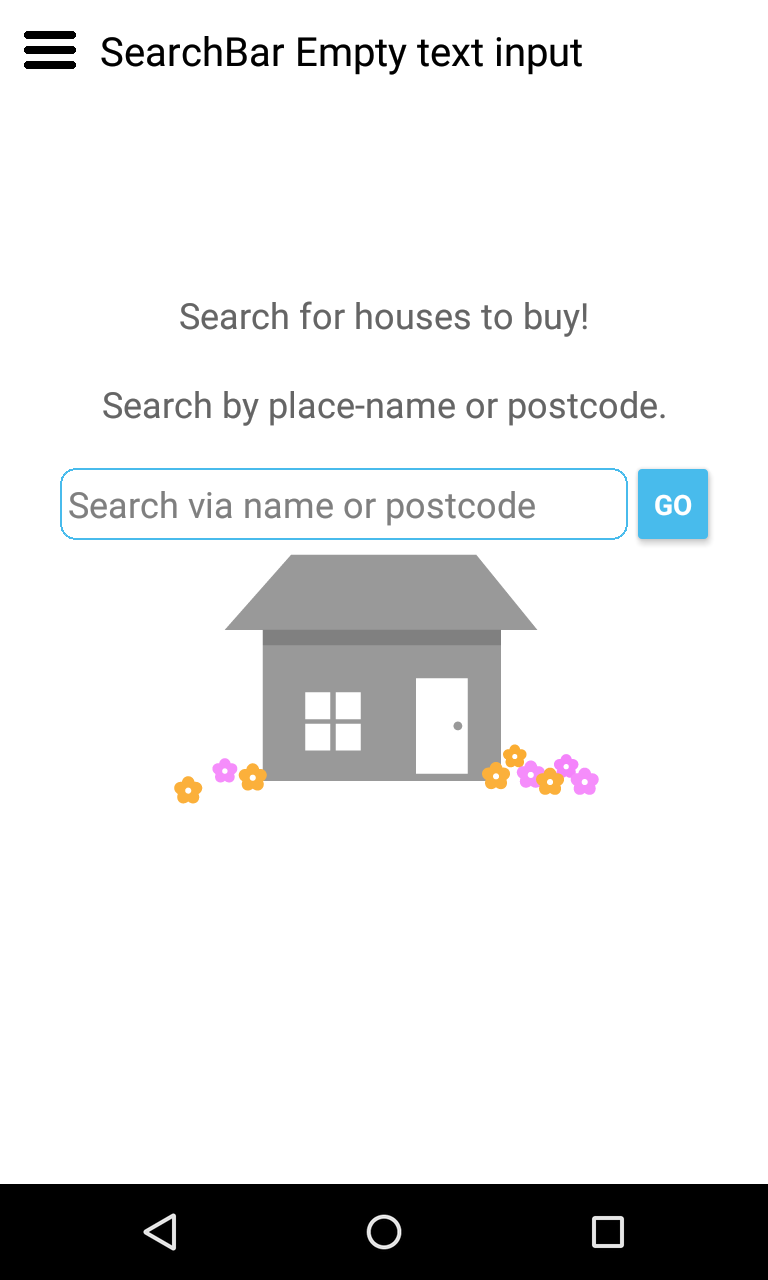 SearchBar Empty text input
Search for houses to buy!
Search by place-name or postcode.
Search via name or postcode
GO